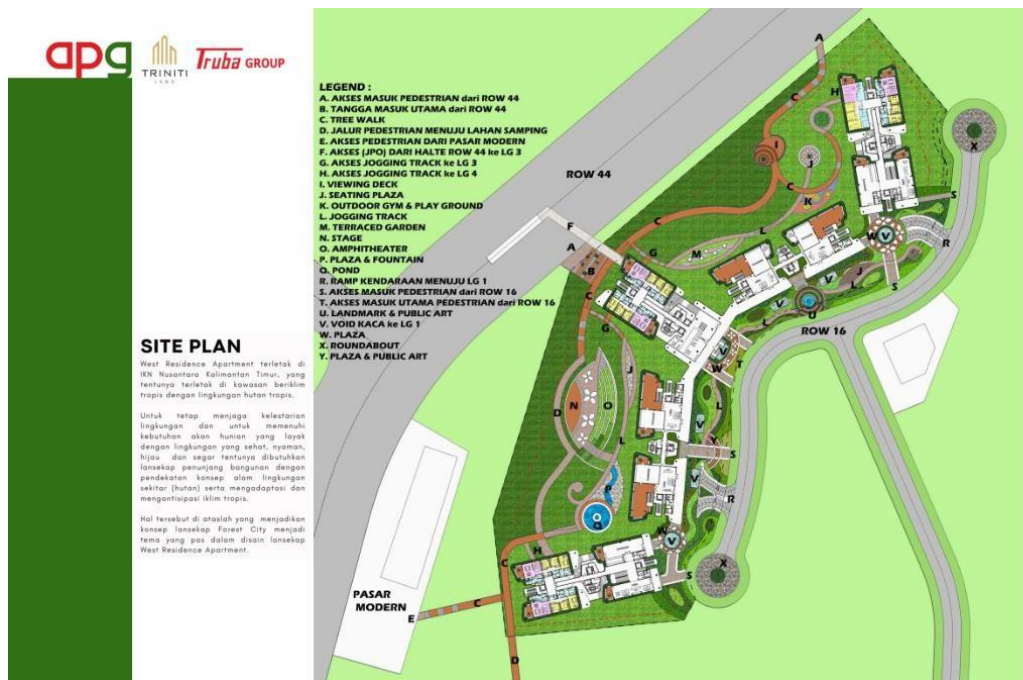 apg
TRINITI
LAND
Truba GROUP
LEGEND :
A. AKSES MASUK PEDESTRIAN dari ROW 44
B. TANGGA MASUK UTAMA dari ROW 44
C. TREE WALK
D. JALUR PEDESTRIAN MENUJU LAHAN SAMPING
E. AKSES PEDESTRIAN DARI PASAR MODERN
F. AKSES (JPO) DARI HALTE ROW 44 ke LG 3
G. AKSES JOGGING TRACK ke LG 3
H. AKSES JOGGING TRACK ke LG 4
I. VIEWING DECK
J. SEATING PLAZA
K. OUTDOOR GYM & PLAY GROUND
L. JOGGING TRACK
M. TERRACED GARDEN
N. STAGE
O. AMPHITHEATER
P. PLAZA & FOUNTAIN
Q. POND
R. RAMP KENDARAAN MENUJU LG 1
S. AKSES MASUK PEDESTRIAN dari ROW 16
T. AKSES MASUK UTAMA PEDESTRIAN dari ROW 16
U. LANDMARK & PUBLIC ART
V. VOID KACA ke LG 1
W. PLAZA
X. ROUNDABOUT
Y. PLAZA & PUBLIC ART
SITE PLAN
West Residence Apartment terletak di
IKN Nusantara Kalimantan Timur, yang
tentunya terletak di kawasan beriklim
tropis dengan lingkungan hutan tropis.
Untuk tetap menjaga kelestarian
lingkungan dan untuk memenuhi
kebutuhan akan hunian yang layak
dengan lingkungan yang sehat, nyaman,
hijau dan segar tentunya dibutuhkan
lansekap penunjang bangunan dengan
pendekatan konsep alam lingkungan
sekitar (hutan) serta mengadaptasi dan
mengantisipasi iklim tropis.
Hal tersebut di ataslah yang menjadikan
konsep lansekap Forest City menjadi
tema yang pas dalam disain lansekap
West Residence Apartment.
A
C
H
I
X
J
ROW 44
C
K
S
C
F
L
W
V
R
A
G
M
B
V
J
L
S
C
V
U
L
ROW 16
G
V
T
W
J
D
N
O
L
V
L
S
V
P
R
Q
V
H
C
S
X
PASAR
MODERN
C
E
D